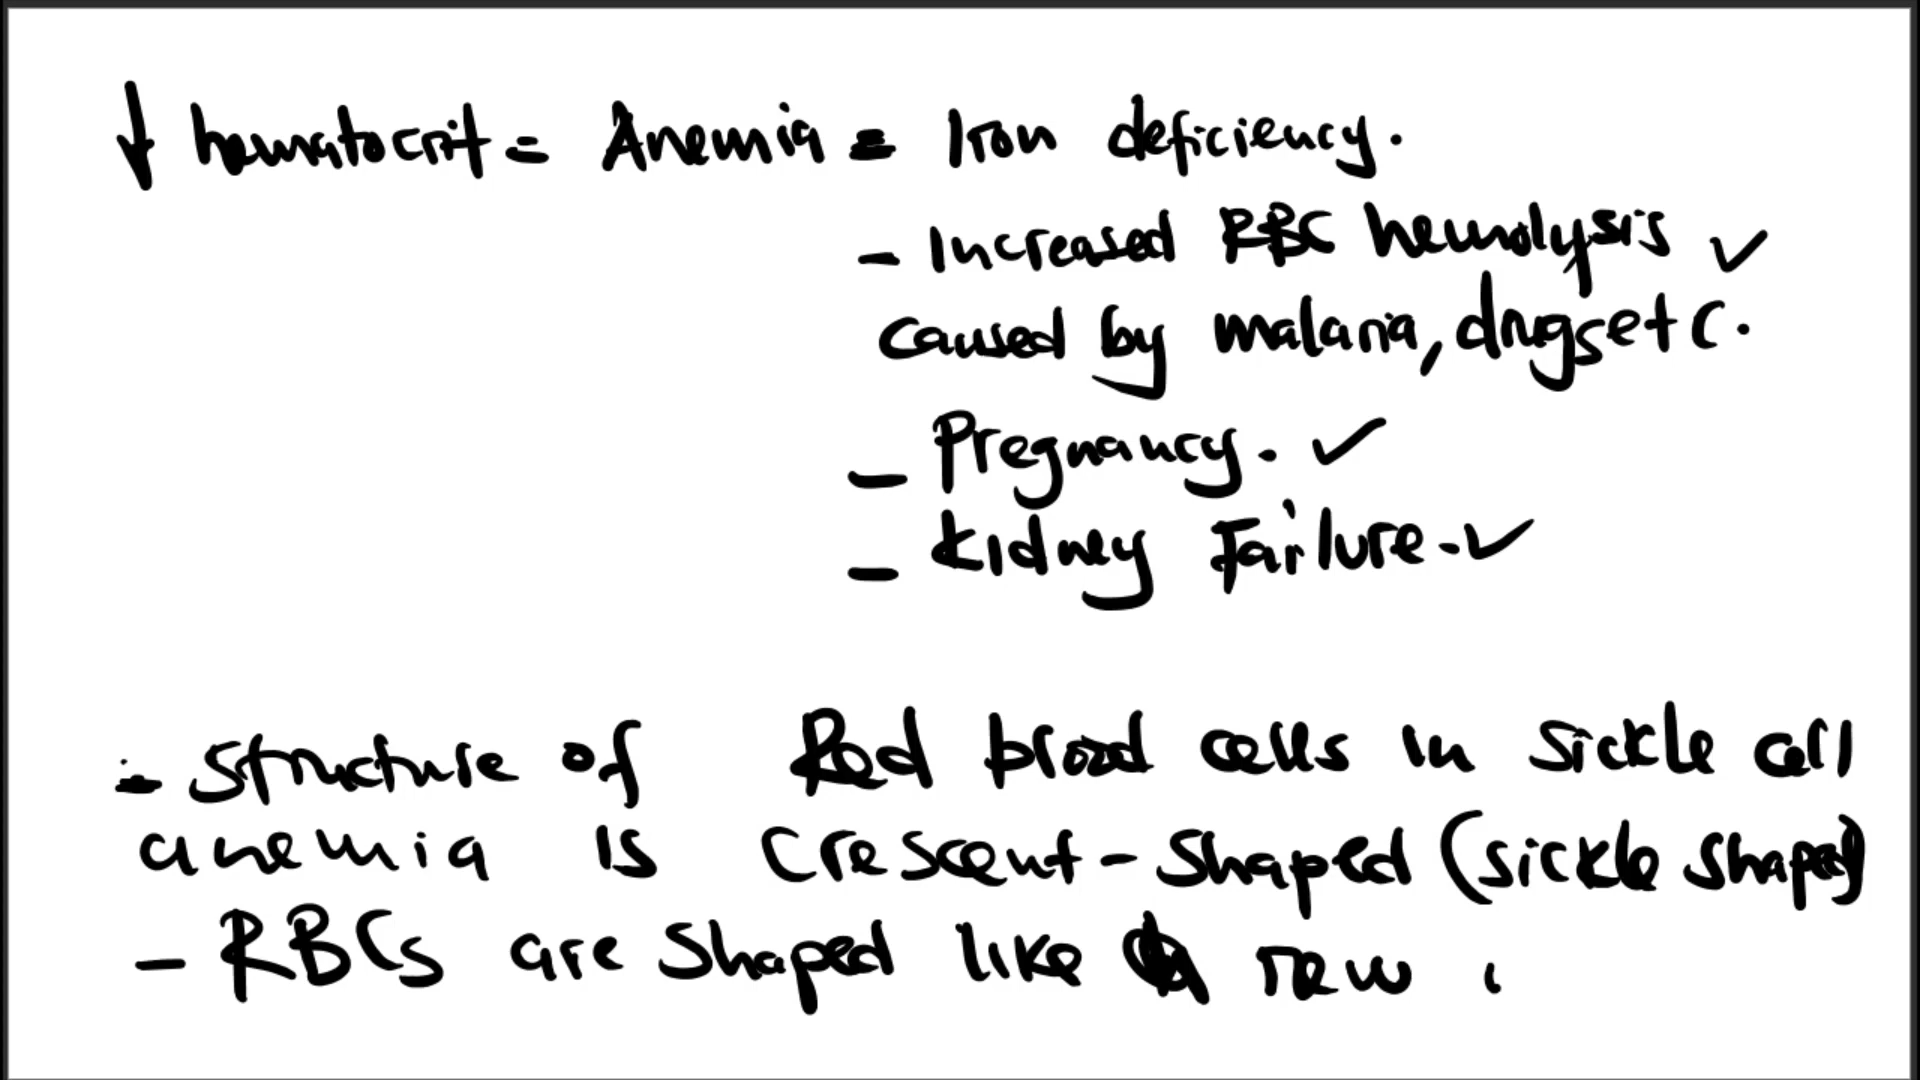 ↓ hematocrit = Anemia = Iron deficiency.
- Increased RBC hemolysis ✓
caused by malaria, drugs etc.
- Pregnancy. ✓
- Kidney Failure - ✓
- Structure of Red blood cells in sickle cell
anemia is Crescent-shaped (sickle shaped)
- RBCs are shaped like a new